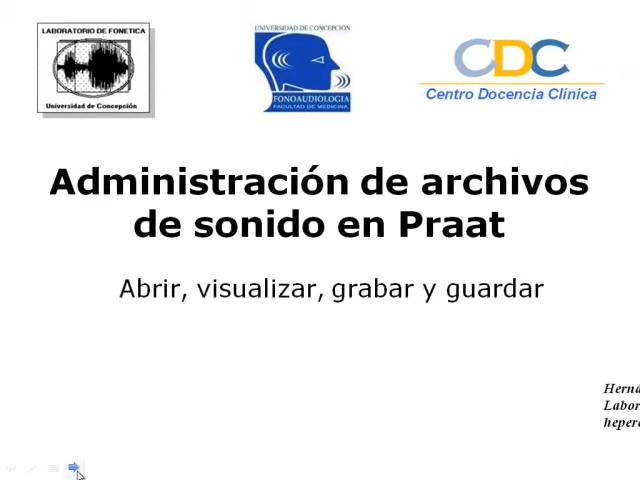 LABORATORIO DE FONETICA
Universidad de Concepción
UNIVERSIDAD DE CONCEPCIÓN
FONOAUDIOLOGIA
FACULTAD DE MEDICINA
CDC
Centro Docencia Clínica
Administración de archivos
de sonido en Praat
Abrir, visualizar, grabar y guardar